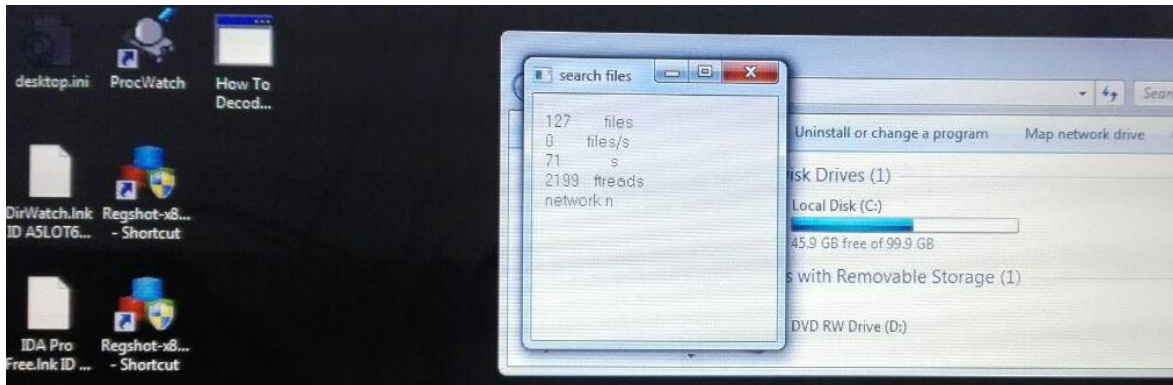 desktop.ini
ProcWatch
How To
Decod...
DirWatch.lnk
ID A5LOT6...
Regshot-x8...
- Shortcut
IDA Pro
Free.lnk ID ...
Regshot-x8...
- Shortcut
search files
127 files
0 files/s
71 s
2199 ftreads
network n
Sear
Uninstall or change a program
Map network drive
isk Drives (1)
Local Disk (C:)
45.9 GB free of 99.9 GB
s with Removable Storage (1)
DVD RW Drive (D:)